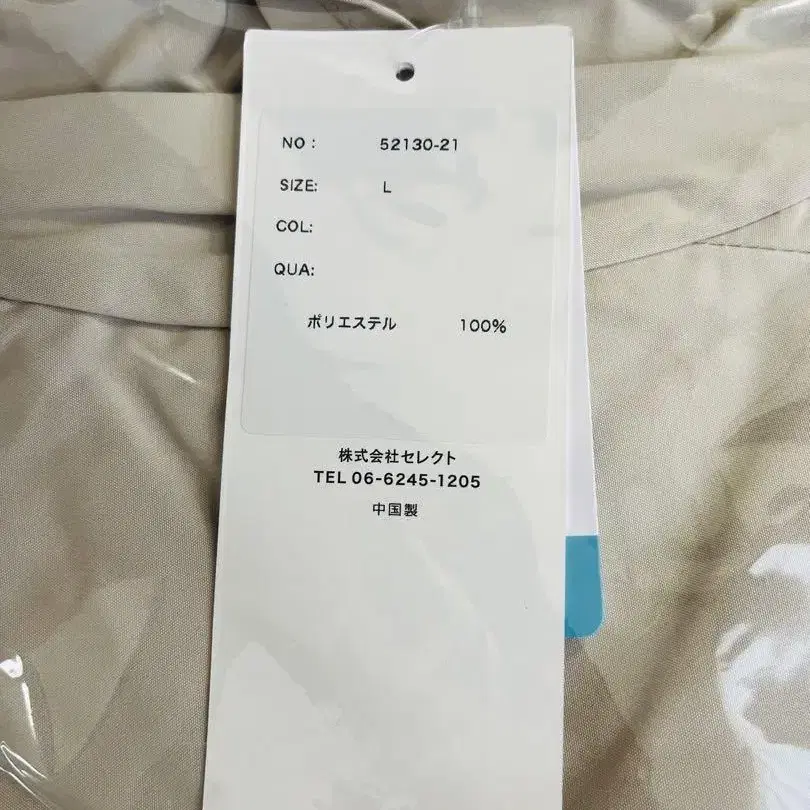 NO : 52130-21
SIZE: L
COL:
QUA:
ポリエステル 100%
株式会社セレクト
TEL 06-6245-1205
中国製